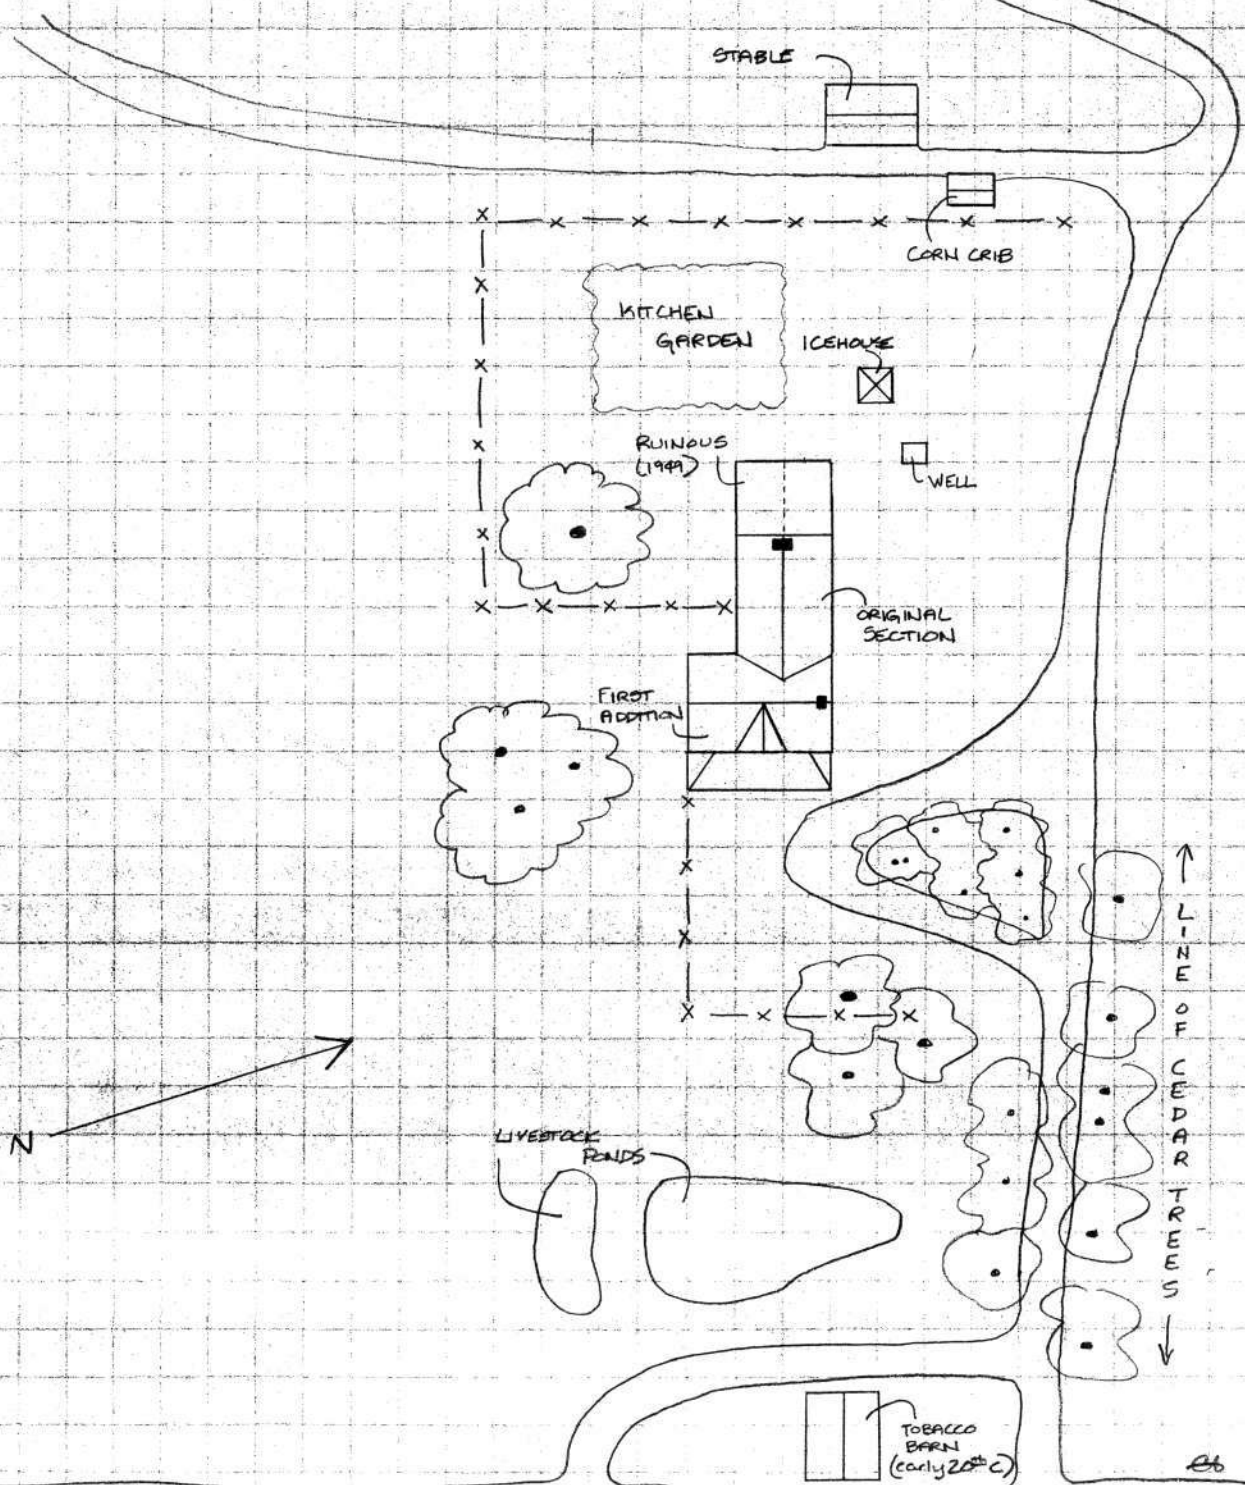 STABLE
CORN CRIB
KITCHEN
GARDEN
ICEHOUSE
RUINOUS
(1949)
WELL
ORIGINAL
SECTION
FIRST
ADDITION
LINE OF CEDAR TREES
N
LIVESTOCK
PONDS
TOBACCO
BARN
(early 20th C)